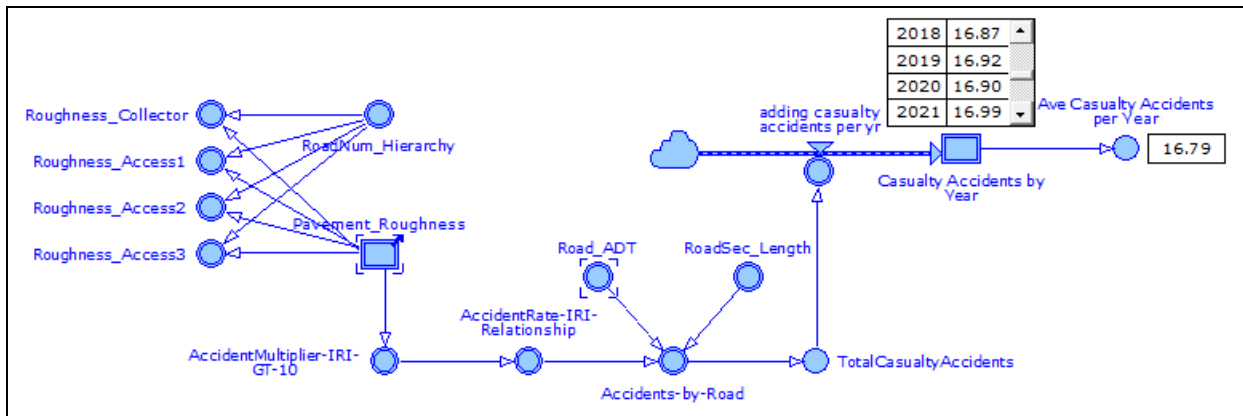 2018 16.87
2019 16.92
2020 16.90
2021 16.99
adding casualty
accidents per yr
Ave Casualty Accidents
per Year
16.79
Casualty Accidents by
Year
Roughness_Collector
RoadNum_Hierarchy
Roughness_Access1
Roughness_Access2
Pavement_Roughness
Roughness_Access3
Road_ADT
RoadSec_Length
AccidentRate-IRI-
Relationship
AccidentMultiplier-IRI-
GT-10
Accidents-by-Road
TotalCasualtyAccidents